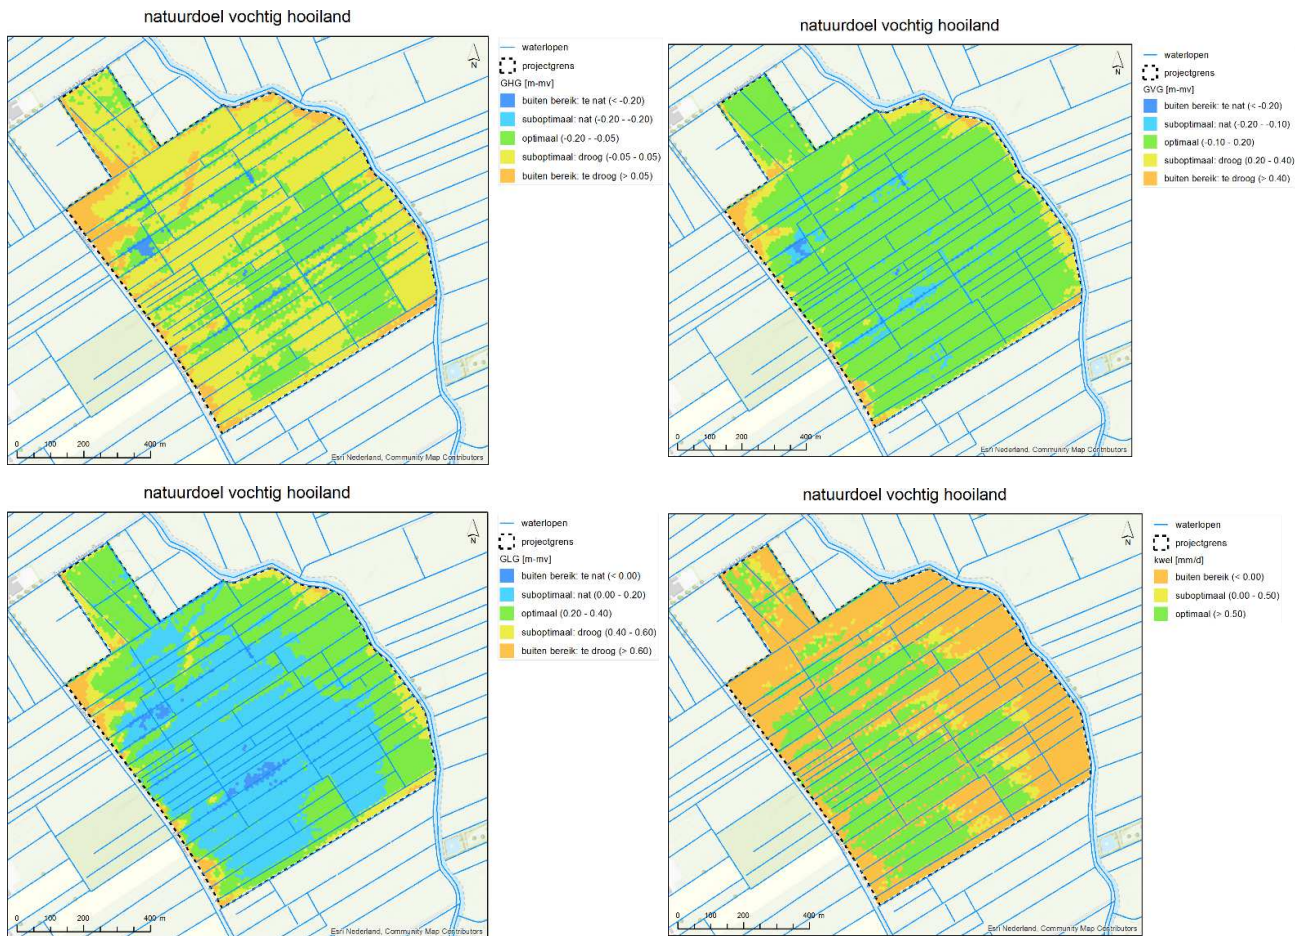 natuurdoel vochtig hooiland
N
waterlopen
projectgrens
GHG [m-mv]
buiten bereik: te nat (< -0.20)
suboptimaal: nat (-0.20 - -0.20)
optimaal (-0.20 - -0.05)
suboptimaal: droog (-0.05 - 0.05)
buiten bereik: te droog (> 0.05)
0 100 200 400 m
Esri Nederland, Community Map Contributors
natuurdoel vochtig hooiland
N
waterlopen
projectgrens
GVG [m-mv]
buiten bereik: te nat (< -0.20)
suboptimaal: nat (-0.20 - -0.10)
optimaal (-0.10 - 0.20)
suboptimaal: droog (0.20 - 0.40)
buiten bereik: te droog (> 0.40)
0 100 200 400 m
Esri Nederland, Community Map Contributors
natuurdoel vochtig hooiland
N
waterlopen
projectgrens
GLG [m-mv]
buiten bereik: te nat (< 0.00)
suboptimaal: nat (0.00 - 0.20)
optimaal (0.20 - 0.40)
suboptimaal: droog (0.40 - 0.60)
buiten bereik: te droog (> 0.60)
0 100 200 400 m
Esri Nederland, Community Map Contributors
natuurdoel vochtig hooiland
N
waterlopen
projectgrens
kwel [mm/d]
buiten bereik (< 0.00)
suboptimaal (0.00 - 0.50)
optimaal (> 0.50)
0 100 200 400 m
Esri Nederland, Community Map Contributors